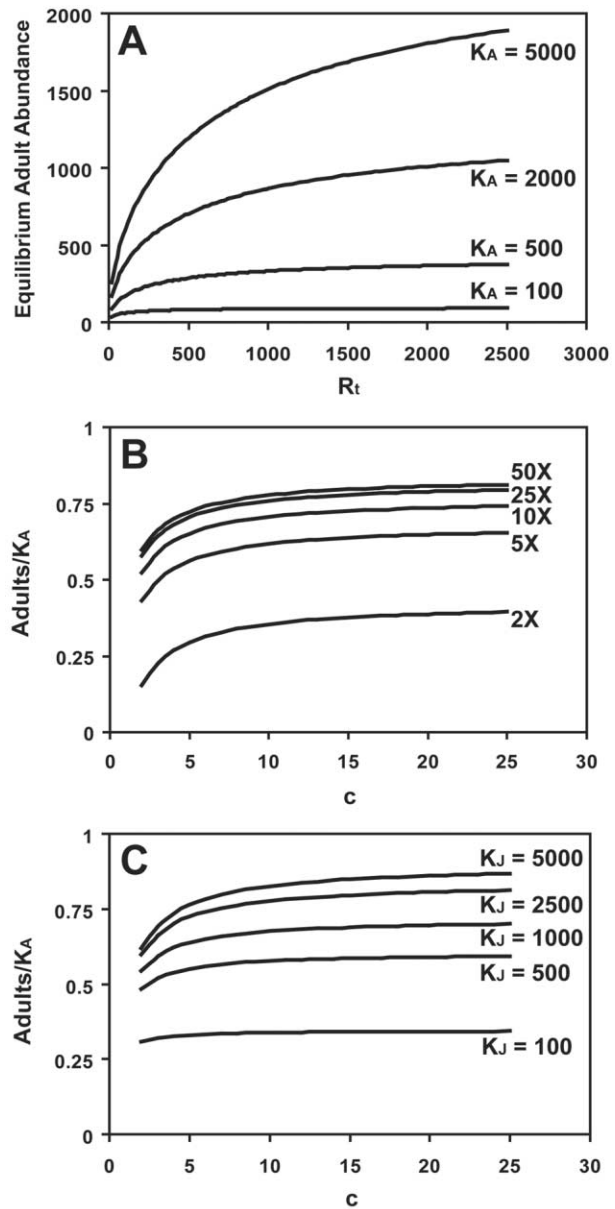 A
2000
1500
1000
500
0
Equilibrium Adult Abundance
KA = 5000
KA = 2000
KA = 500
KA = 100
0 500 1000 1500 2000 2500 3000
Rt
B
1
0.75
0.5
0.25
0
Adults/KA
50X
25X
10X
5X
2X
0 5 10 15 20 25 30
c
C
1
0.75
0.5
0.25
0
Adults/KA
KJ = 5000
KJ = 2500
KJ = 1000
KJ = 500
KJ = 100
0 5 10 15 20 25 30
c